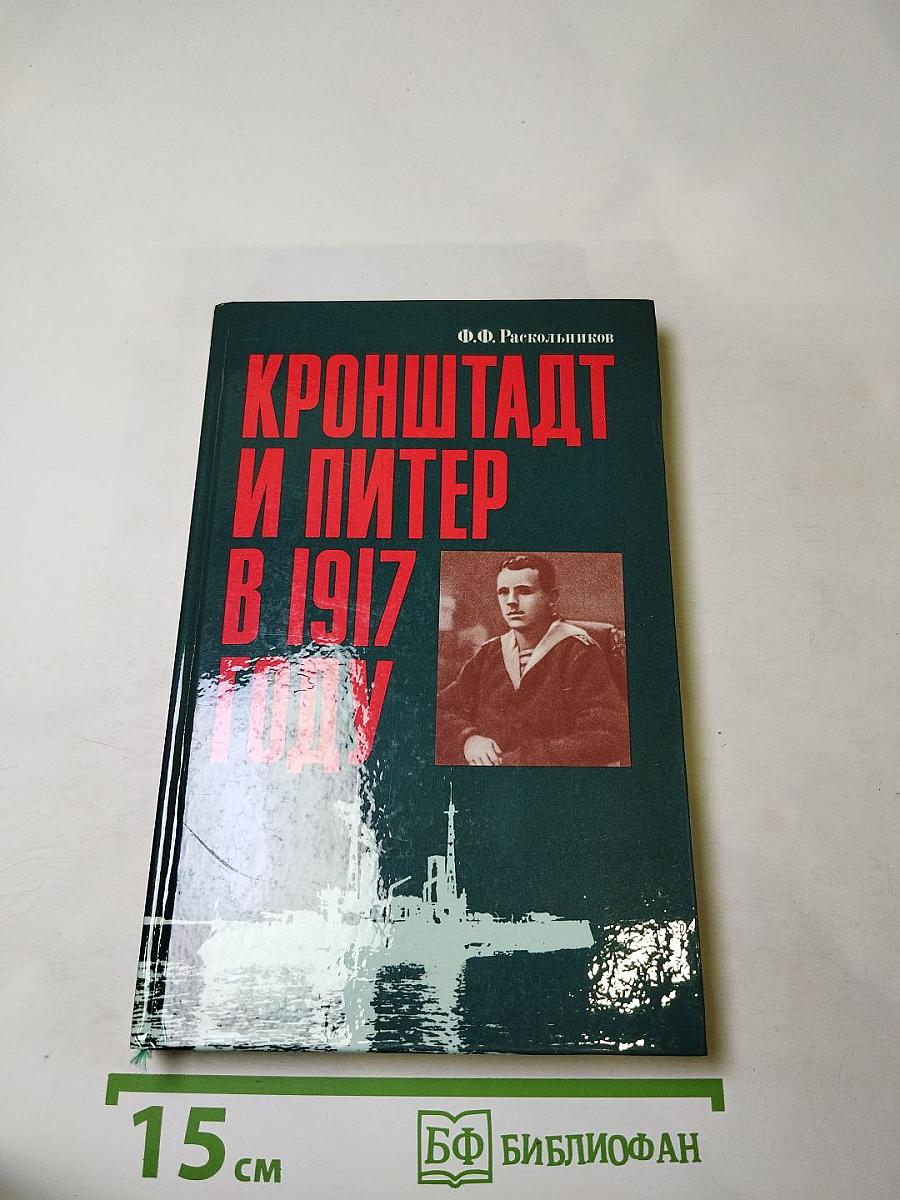 Ф.Ф. Раскольников
КРОНШТАДТ
И ПИТЕР
В 1917
ГОДУ
15 см
БФ БИБЛИОФАН